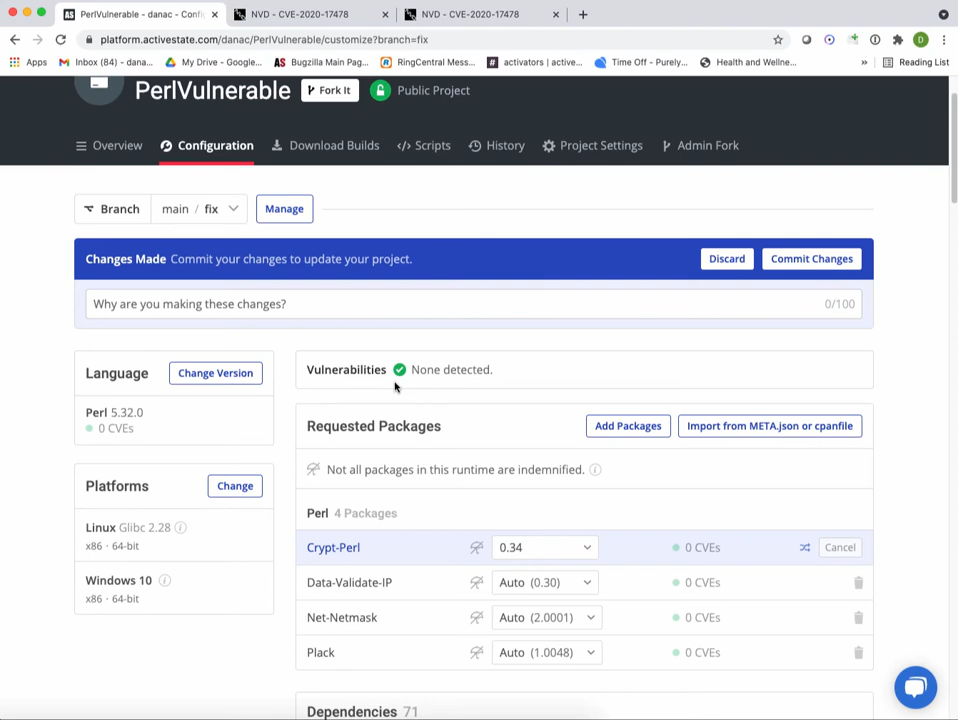 PerlVulnerable - danac - Confi
NVD - CVE-2020-17478
NVD - CVE-2020-17478
platform.activestate.com/danac/PerlVulnerable/customize?branch=fix
D
Apps
Inbox (84) - dana...
My Drive - Google...
AS Bugzilla Main Pag...
RingCentral Mess...
# activators | active...
Time Off - Purely...
Health and Wellne...
»
Reading List
PerlVulnerable
Fork It
Public Project
Overview
Configuration
Download Builds
</> Scripts
History
Project Settings
Admin Fork
Branch
main / fix
Manage
Changes Made Commit your changes to update your project.
Discard
Commit Changes
Why are you making these changes?
0/100
Language
Change Version
Perl 5.32.0
0 CVEs
Platforms
Change
Linux Glibc 2.28
x86 · 64-bit
Windows 10
x86 · 64-bit
Vulnerabilities
None detected.
Requested Packages
Add Packages
Import from META.json or cpanfile
Not all packages in this runtime are indemnified.
Perl 4 Packages
Crypt-Perl
0.34
0 CVEs
Cancel
Data-Validate-IP
Auto (0.30)
0 CVEs
Net-Netmask
Auto (2.0001)
0 CVEs
Plack
Auto (1.0048)
0 CVEs
Dependencies 71